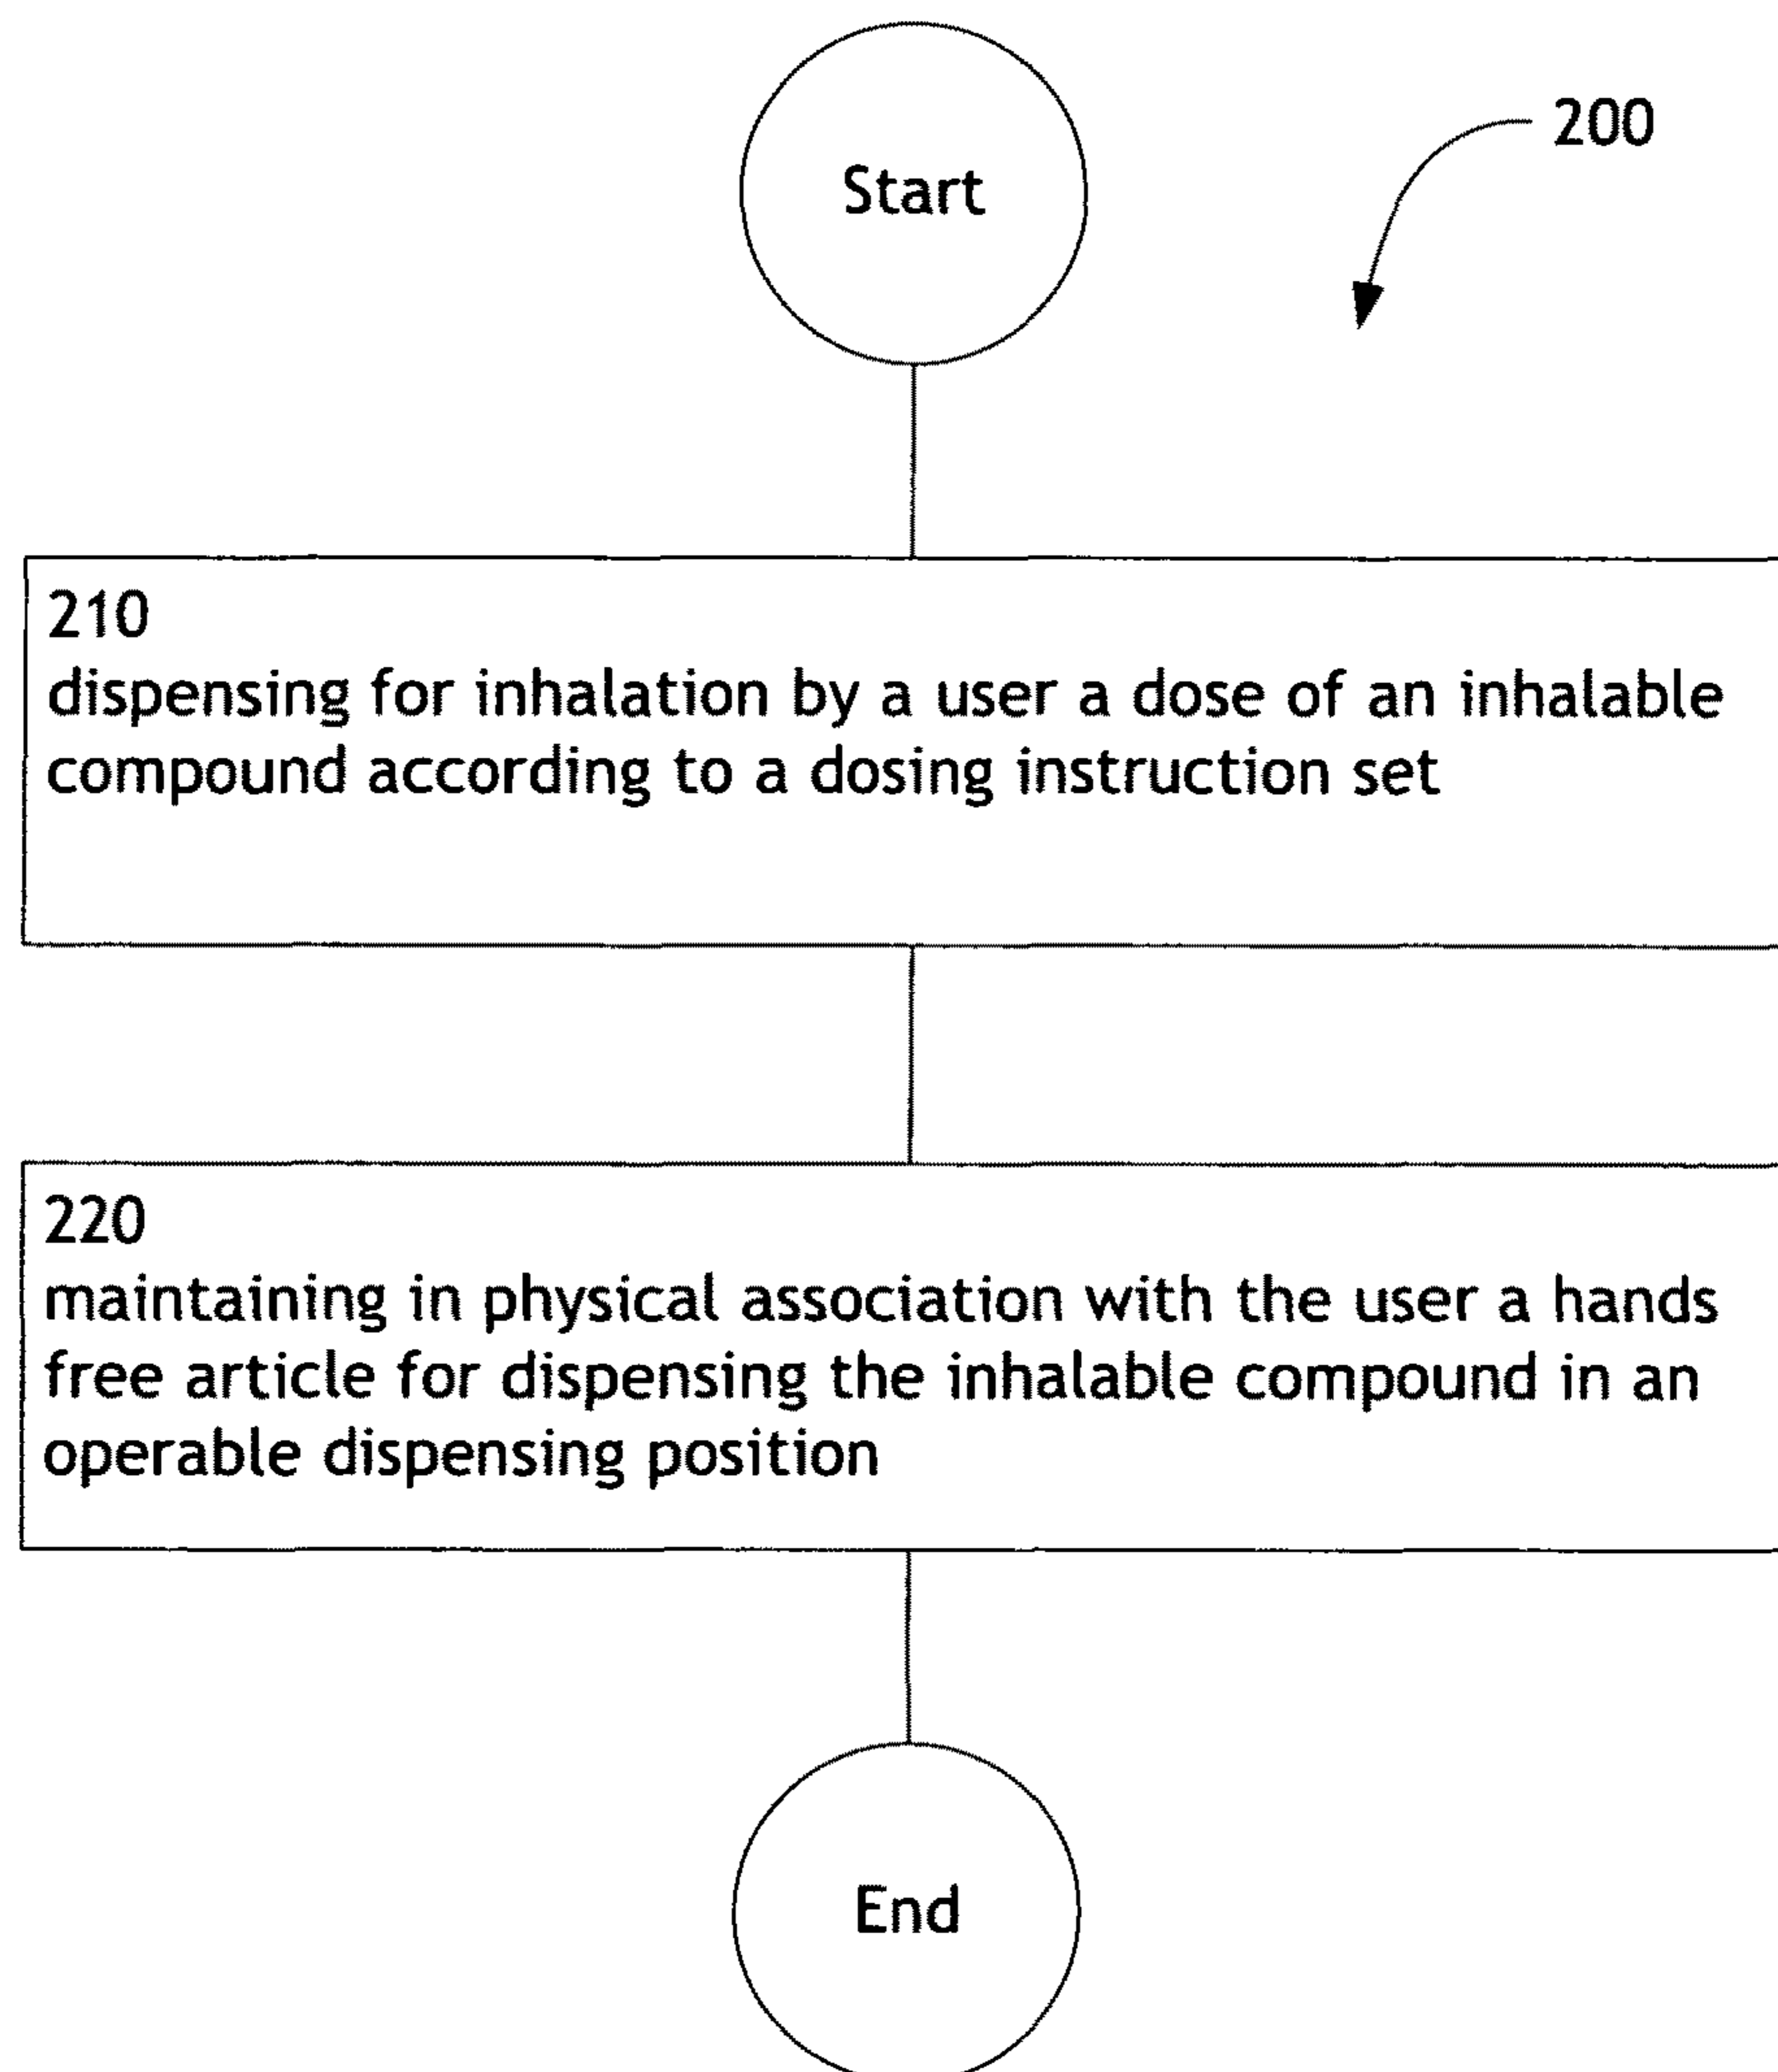 Start
200
210
dispensing for inhalation by a user a dose of an inhalable
compound according to a dosing instruction set
220
maintaining in physical association with the user a hands
free article for dispensing the inhalable compound in an
operable dispensing position
End